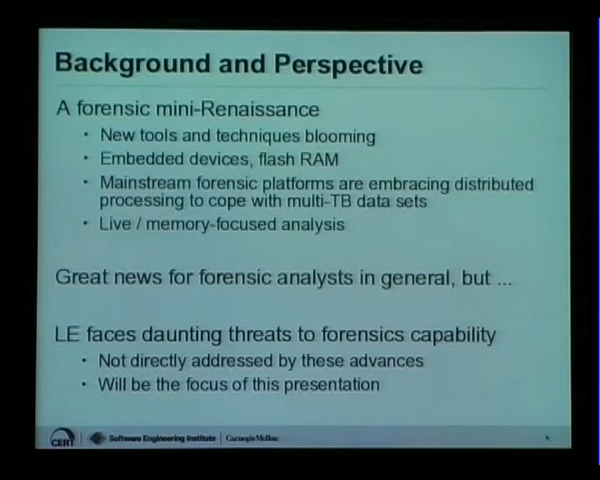 Background and Perspective
A forensic mini-Renaissance
• New tools and techniques blooming
• Embedded devices, flash RAM
• Mainstream forensic platforms are embracing distributed
processing to cope with multi-TB data sets
• Live / memory-focused analysis
Great news for forensic analysts in general, but ...
LE faces daunting threats to forensics capability
• Not directly addressed by these advances
• Will be the focus of this presentation
CERT Software Engineering Institute Carnegie Mellon